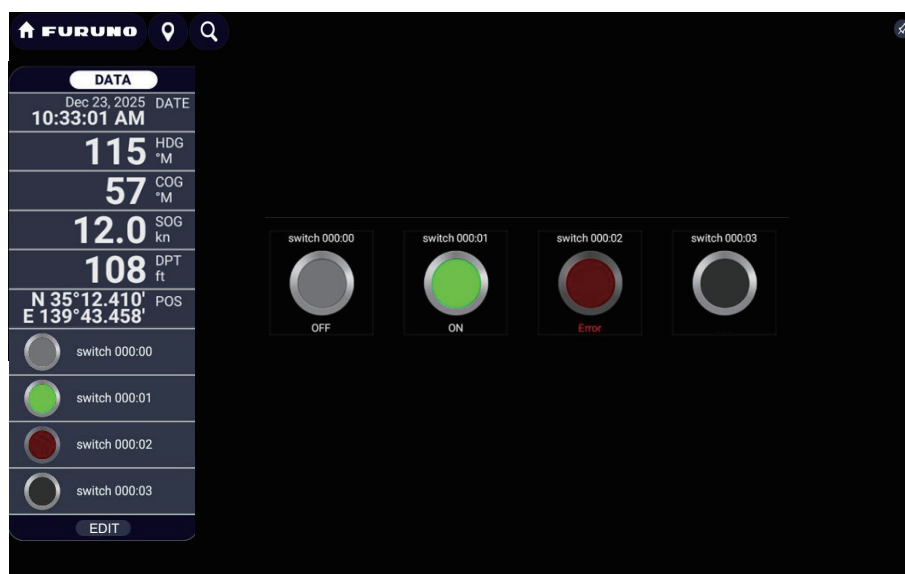 FURUNO
DATA
Dec 23, 2025 DATE
10:33:01 AM
115 HDG °M
57 COG °M
12.0 SOG kn
108 DPT ft
N 35°12.410' POS
E 139°43.458'
switch 000:00
switch 000:01
switch 000:02
switch 000:03
EDIT
switch 000:00 switch 000:01 switch 000:02 switch 000:03
OFF ON Error